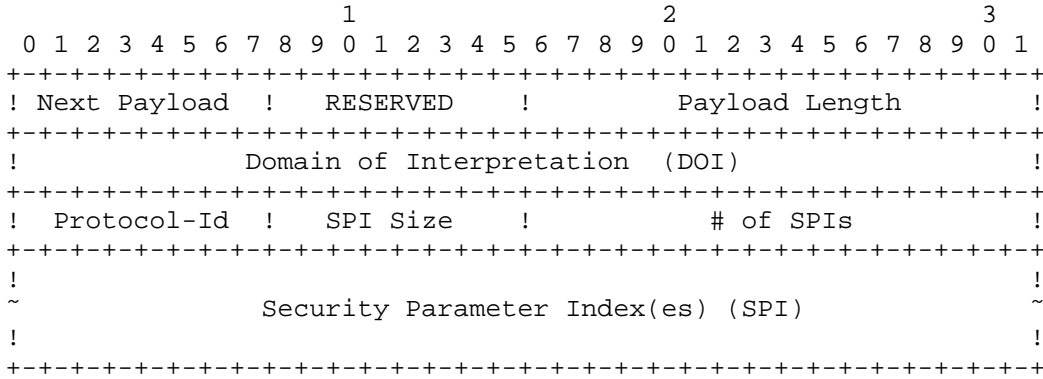 1                   2                   3
 0 1 2 3 4 5 6 7 8 9 0 1 2 3 4 5 6 7 8 9 0 1 2 3 4 5 6 7 8 9 0 1
+-+-+-+-+-+-+-+-+-+-+-+-+-+-+-+-+-+-+-+-+-+-+-+-+-+-+-+-+-+-+-+-+
! Next Payload  !   RESERVED    !         Payload Length        !
+-+-+-+-+-+-+-+-+-+-+-+-+-+-+-+-+-+-+-+-+-+-+-+-+-+-+-+-+-+-+-+-+
!              Domain of Interpretation  (DOI)                  !
+-+-+-+-+-+-+-+-+-+-+-+-+-+-+-+-+-+-+-+-+-+-+-+-+-+-+-+-+-+-+-+-+
!  Protocol-Id  !   SPI Size    !           # of SPIs           !
+-+-+-+-+-+-+-+-+-+-+-+-+-+-+-+-+-+-+-+-+-+-+-+-+-+-+-+-+-+-+-+-+
!                                                               !
~               Security Parameter Index(es) (SPI)              ~
!                                                               !
+-+-+-+-+-+-+-+-+-+-+-+-+-+-+-+-+-+-+-+-+-+-+-+-+-+-+-+-+-+-+-+-+